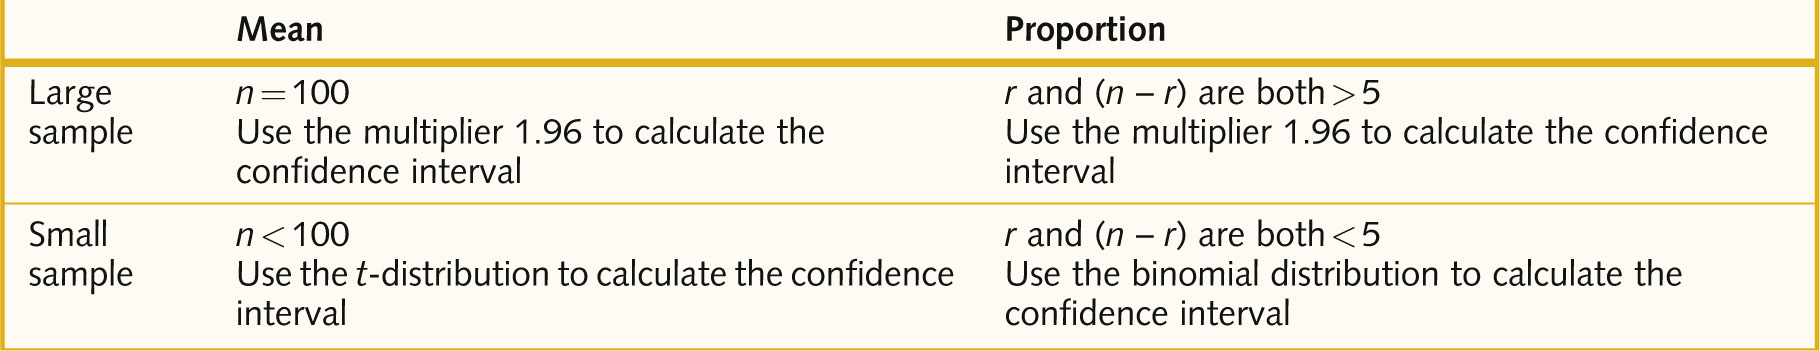 Mean Proportion
Large sample
n = 100
Use the multiplier 1.96 to calculate the
confidence interval
r and (n – r) are both > 5
Use the multiplier 1.96 to calculate the confidence
interval
Small sample
n < 100
Use the t-distribution to calculate the confidence
interval
r and (n – r) are both < 5
Use the binomial distribution to calculate the
confidence interval